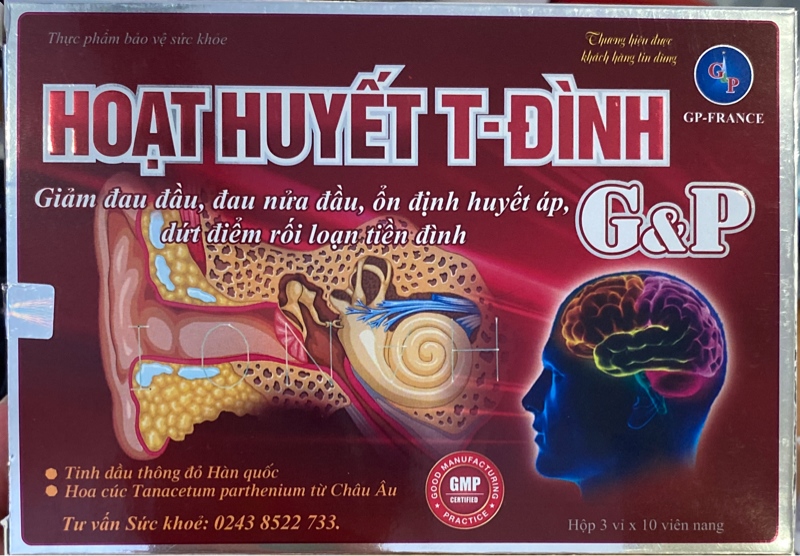 Thực phẩm bảo vệ sức khỏe
Thương hiệu được
khách hàng tin dùng
G P
GP-FRANCE
HOẠT HUYẾT T-ĐÌNH
G&P
Giảm đau đầu, đau nửa đầu, ổn định huyết áp,
dứt điểm rối loạn tiền đình
Tinh dầu thông đỏ Hàn quốc
Hoa cúc Tanacetum parthenium từ Châu Âu
Tư vấn Sức khoẻ: 0243 8522 733.
GOOD MANUFACTURING
GMP
CERTIFIED
PRACTICE
Hộp 3 vỉ x 10 viên nang